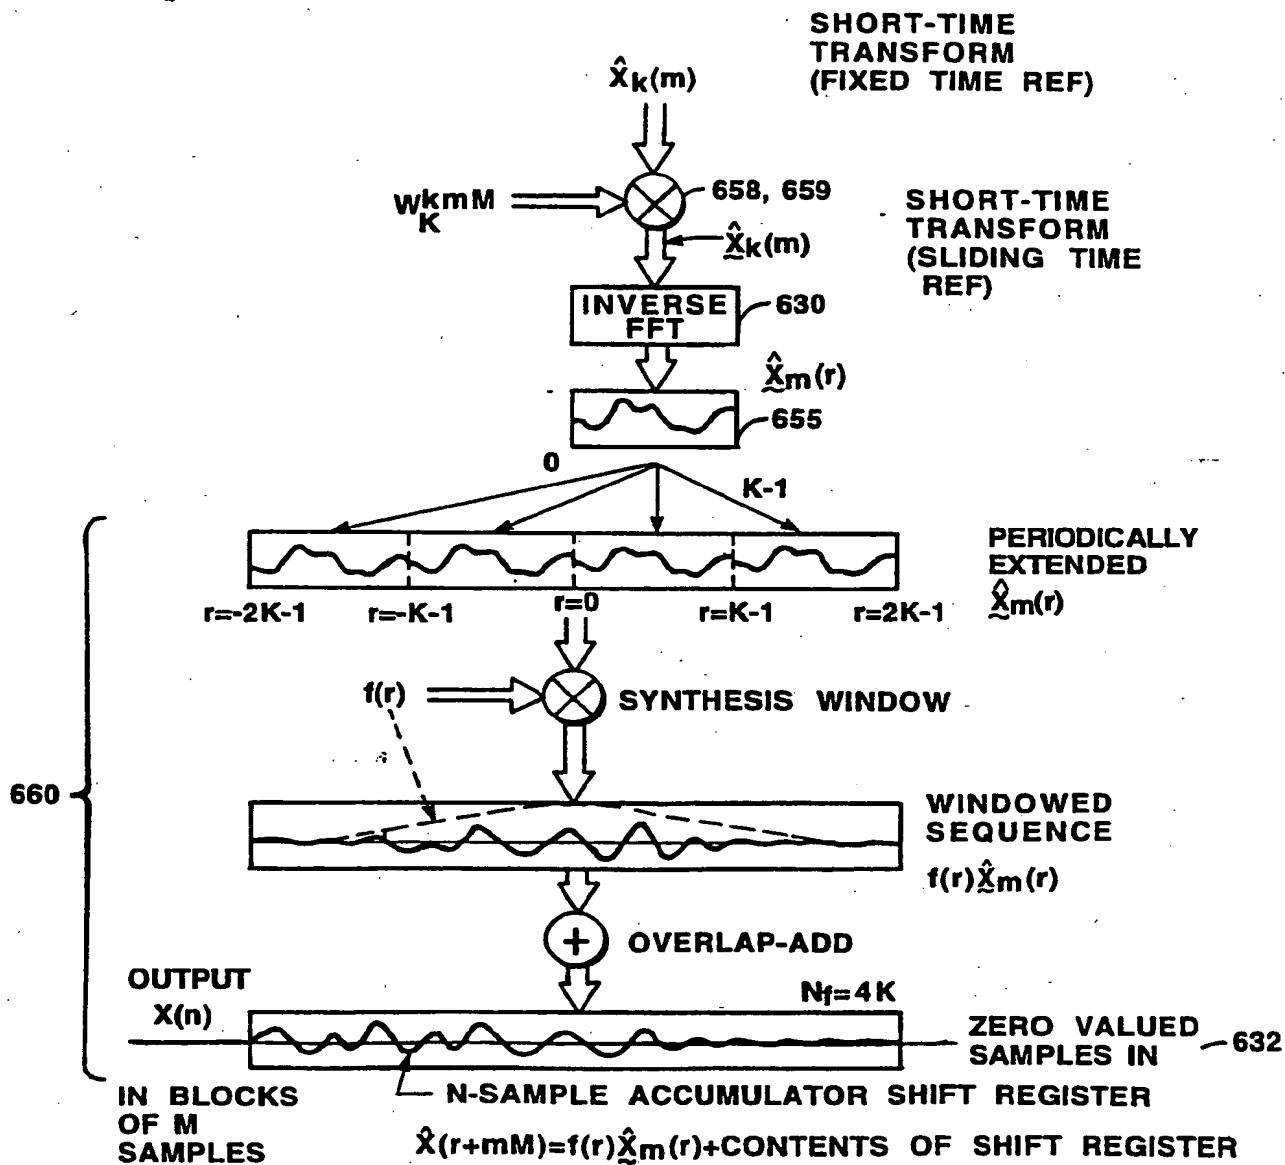 SHORT-TIME
TRANSFORM
(FIXED TIME REF)
X̂k(m)
W_K^kmM
658, 659
SHORT-TIME
TRANSFORM
(SLIDING TIME
REF)
X̰̂k(m)
INVERSE
FFT
630
X̰̂m(r)
655
0
K-1
PERIODICALLY
EXTENDED
X̰̂m(r)
r=-2K-1
r=-K-1
r=0
r=K-1
r=2K-1
f(r)
SYNTHESIS WINDOW
660
WINDOWED
SEQUENCE
f(r)X̰̂m(r)
OVERLAP-ADD
OUTPUT
X(n)
Nf=4K
ZERO VALUED
SAMPLES IN
632
IN BLOCKS
OF M
SAMPLES
N-SAMPLE ACCUMULATOR SHIFT REGISTER
X̂(r+mM)=f(r)X̰̂m(r)+CONTENTS OF SHIFT REGISTER